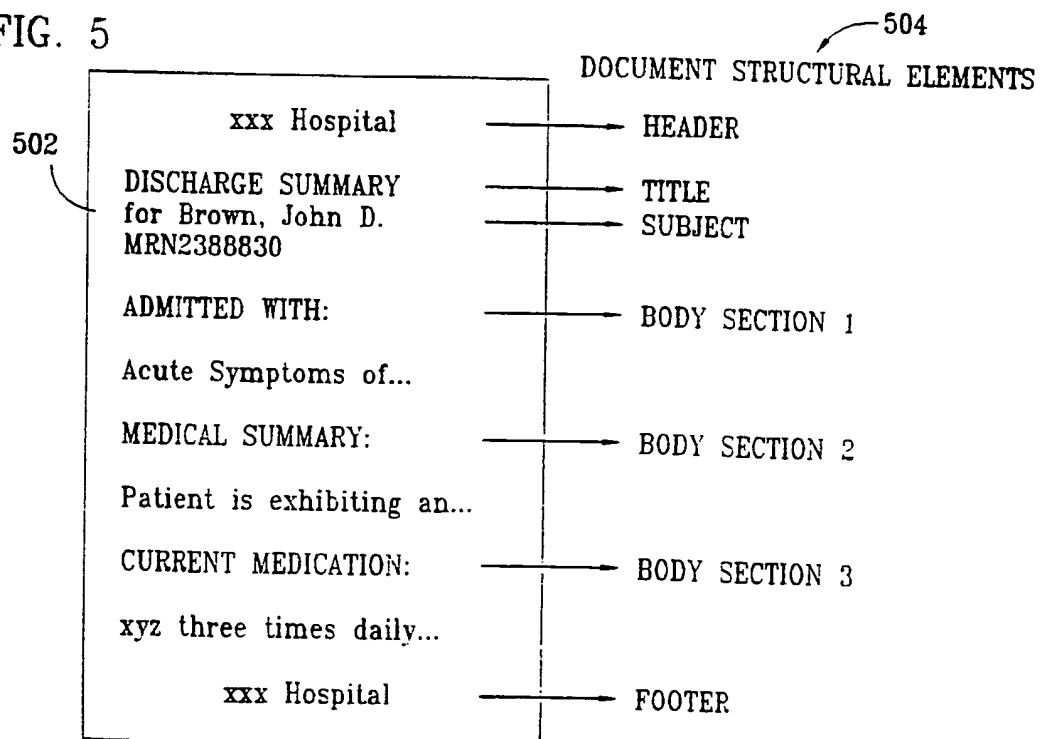 FIG. 5
504
DOCUMENT STRUCTURAL ELEMENTS
xxx Hospital HEADER
502
DISCHARGE SUMMARY TITLE
for Brown, John D. SUBJECT
MRN2388830
ADMITTED WITH: BODY SECTION 1
Acute Symptoms of...
MEDICAL SUMMARY: BODY SECTION 2
Patient is exhibiting an...
CURRENT MEDICATION: BODY SECTION 3
xyz three times daily...
xxx Hospital FOOTER